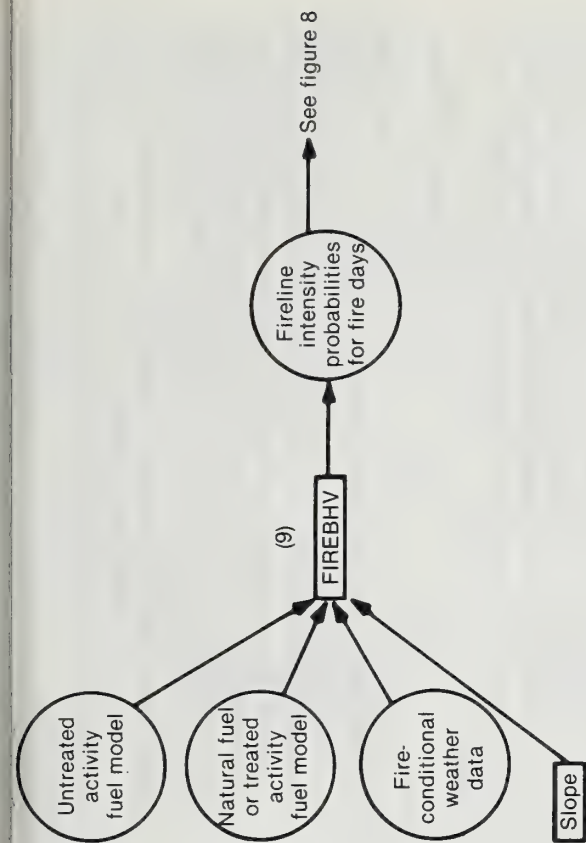 Untreated
activity
fuel model
Natural fuel
or treated
activity
fuel model
Fire-
conditional
weather
data
Slope
(9)
FIREBHV
Fireline
intensity
probabilities
for fire days
See figure 8